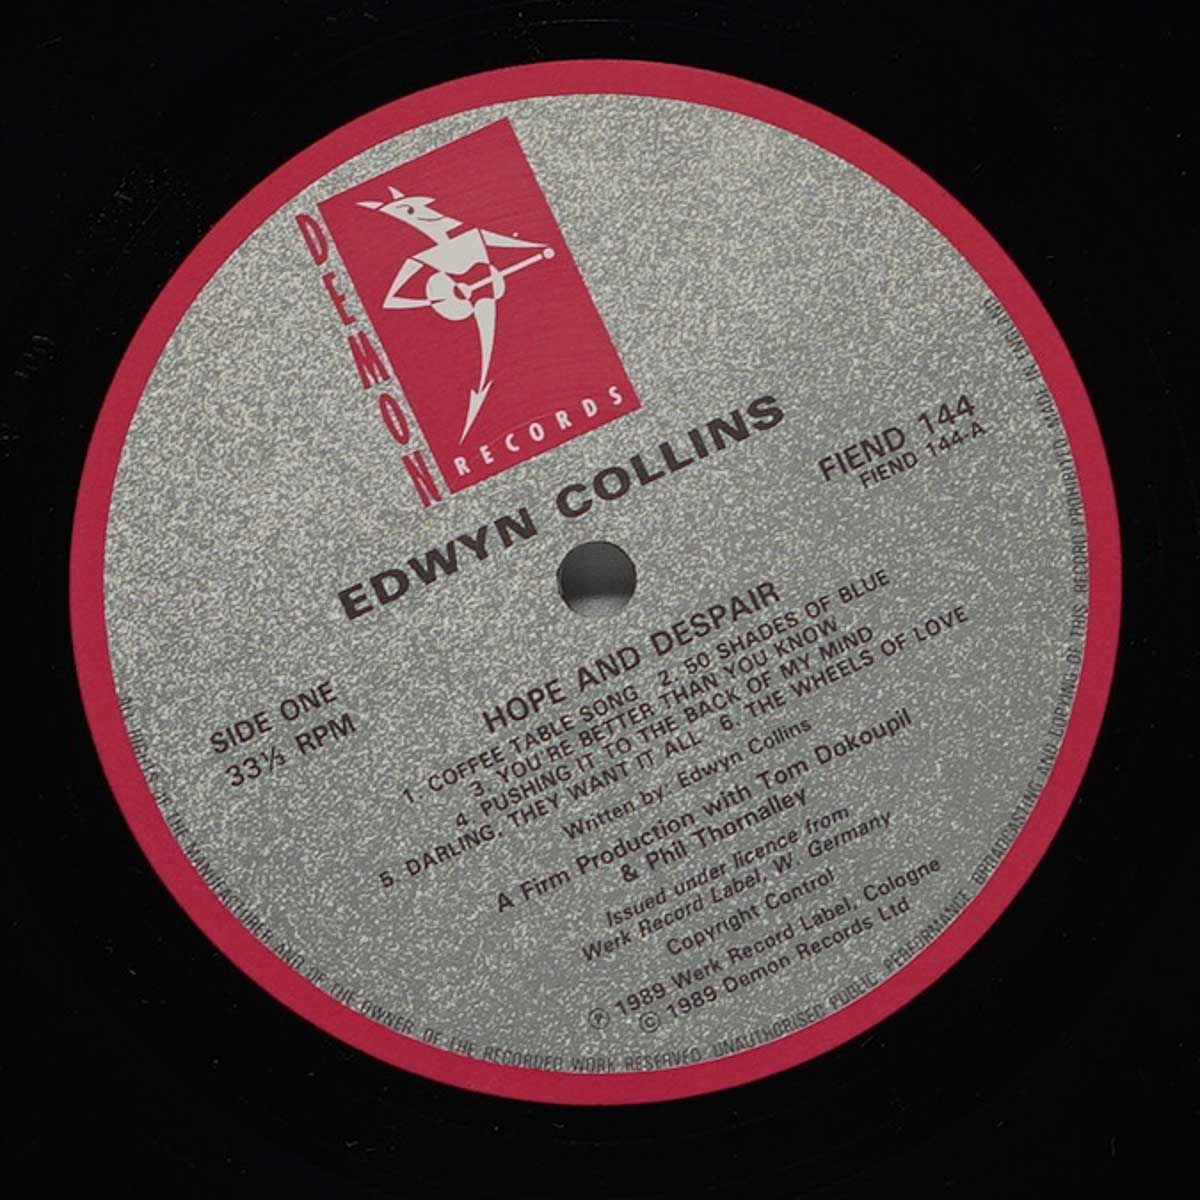 DEMON
RECORDS
EDWYN COLLINS
FIEND 144
FIEND 144-A
SIDE ONE
33⅓ RPM
HOPE AND DESPAIR
1. COFFEE TABLE SONG 2. 50 SHADES OF BLUE
3. YOU'RE BETTER THAN YOU KNOW
4. PUSHING IT TO THE BACK OF MY MIND
5. DARLING, THEY WANT IT ALL 6. THE WHEELS OF LOVE
Written by: Edwyn Collins
A Firm Production with Tom Dokoupil
& Phil Thornalley
Issued under licence from
Werk Record Label, W. Germany
Copyright Control
℗ 1989 Werk Record Label, Cologne
© 1989 Demon Records Ltd
ALL RIGHTS OF THE MANUFACTURER AND OF THE OWNER OF THE RECORDED WORK RESERVED. UNAUTHORISED PUBLIC PERFORMANCE BROADCASTING AND COPYING OF THIS RECORD PROHIBITED. MADE IN ENGLAND